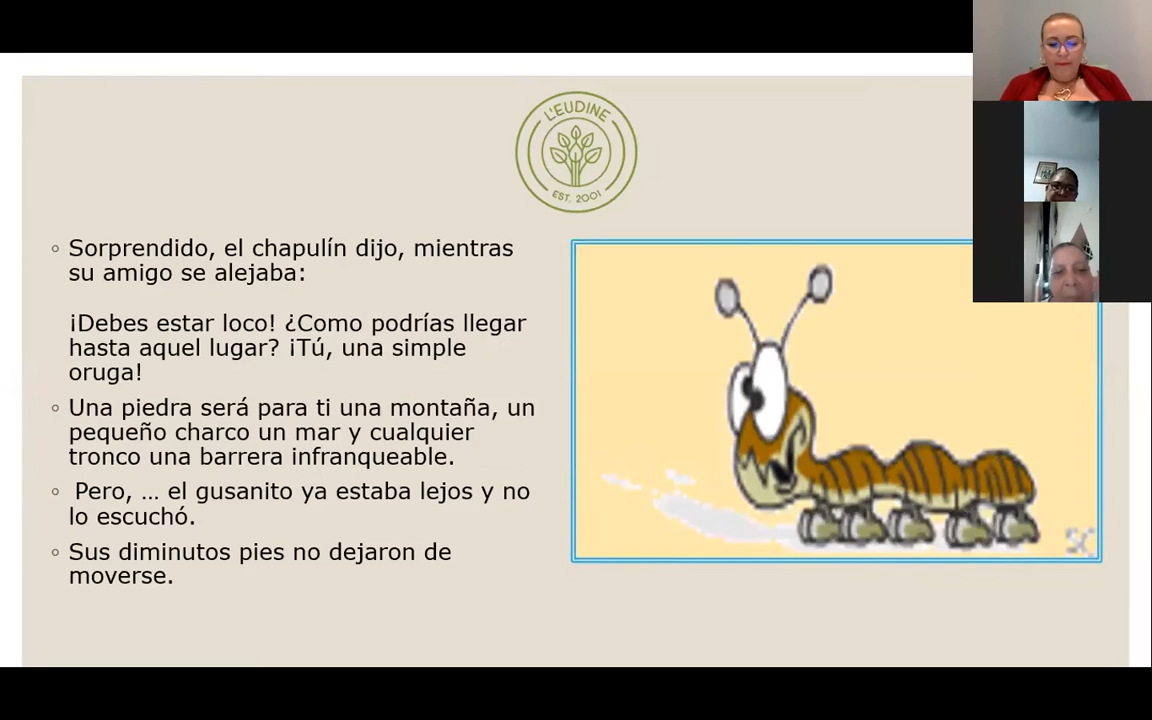 L'EUDINE
EST. 2001
Sorprendido, el chapulín dijo, mientras
su amigo se alejaba:
¡Debes estar loco! ¿Como podrías llegar
hasta aquel lugar? ¡Tú, una simple
oruga!
Una piedra será para ti una montaña, un
pequeño charco un mar y cualquier
tronco una barrera infranqueable.
Pero, … el gusanito ya estaba lejos y no
lo escuchó.
Sus diminutos pies no dejaron de
moverse.
SC